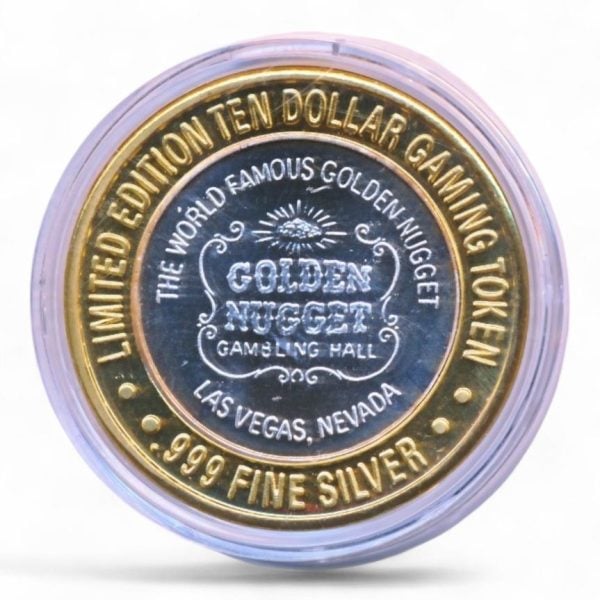 LIMITED EDITION TEN DOLLAR GAMING TOKEN
THE WORLD FAMOUS GOLDEN NUGGET
GOLDEN
NUGGET
GAMBLING HALL
LAS VEGAS, NEVADA
.999 FINE SILVER